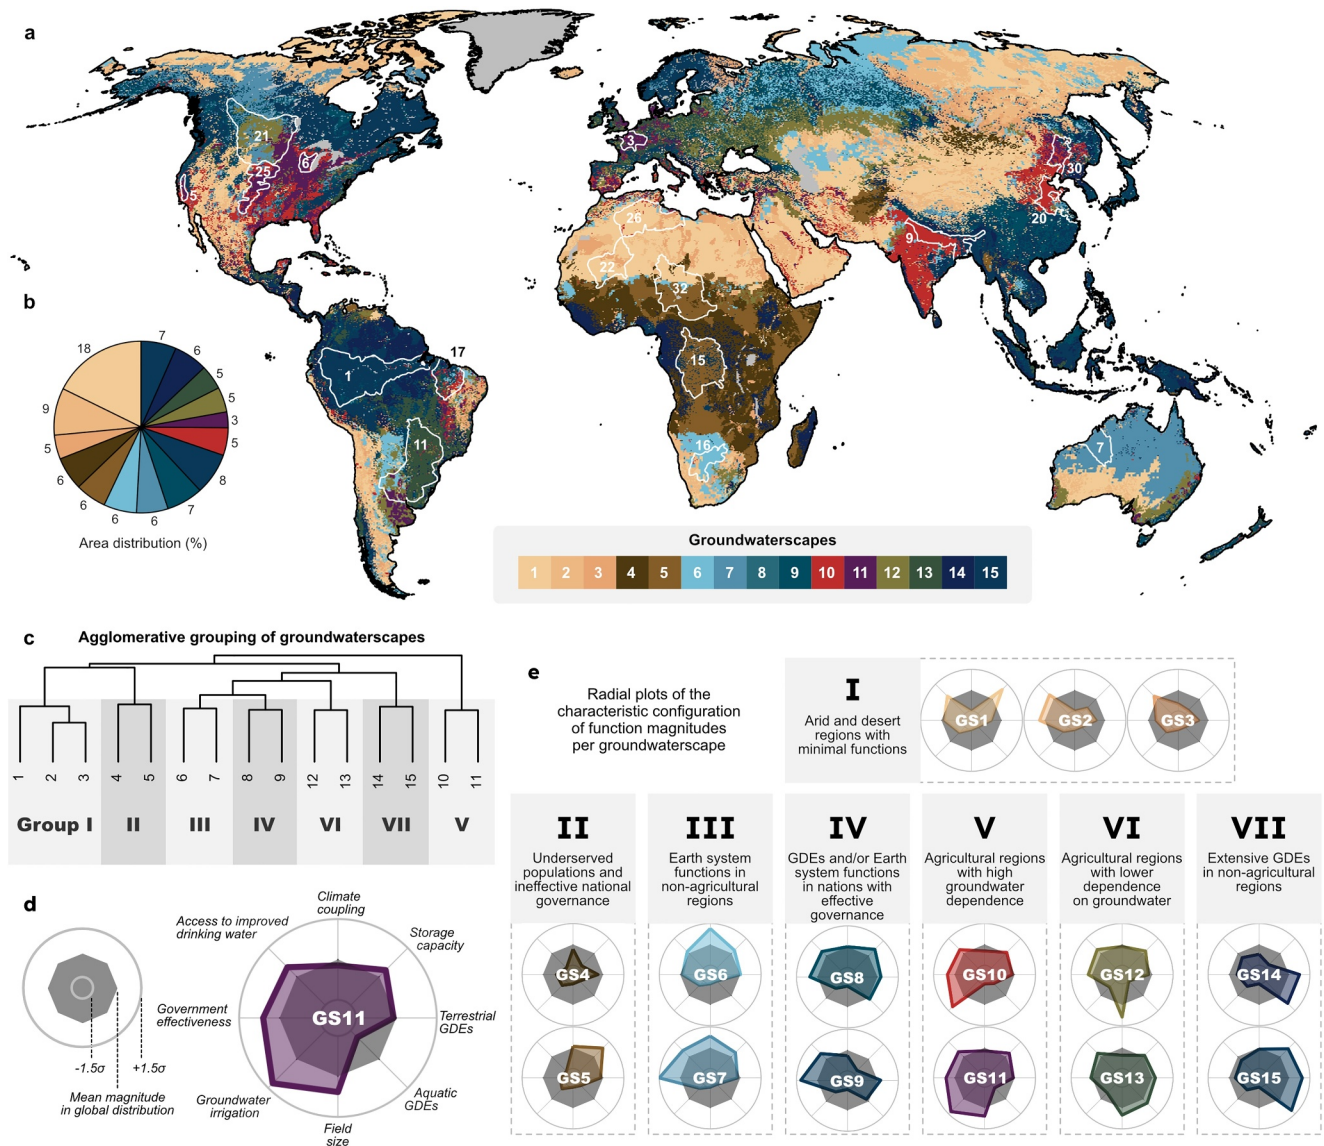 a
21
25
6
5
3
26
22
32
15
16
9
30
20
17
1
11
7
b
18
7
6
5
5
3
5
8
7
6
6
6
6
5
9
Area distribution (%)
Groundwaterscapes
1 2 3 4 5 6 7 8 9 10 11 12 13 14 15
c
Agglomerative grouping of groundwaterscapes
1 2 3 4 5 6 7 8 9 12 13 14 15 10 11
Group I II III IV VI VII V
d
-1.5σ
+1.5σ
Mean magnitude
in global distribution
Climate
coupling
Storage
capacity
Terrestrial
GDEs
Aquatic
GDEs
Field
size
Groundwater
irrigation
Government
effectiveness
Access to improved
drinking water
GS11
e
Radial plots of the
characteristic configuration
of function magnitudes
per groundwaterscape
I
Arid and desert
regions with
minimal functions
GS1
GS2
GS3
II
Underserved
populations and
ineffective national
governance
GS4
GS5
III
Earth system
functions in
non-agricultural
regions
GS6
GS7
IV
GDEs and/or Earth
system functions
in nations with
effective
governance
GS8
GS9
V
Agricultural regions
with high
groundwater
dependence
GS10
GS11
VI
Agricultural regions
with lower
dependence
on groundwater
GS12
GS13
VII
Extensive GDEs
in non-agricultural
regions
GS14
GS15